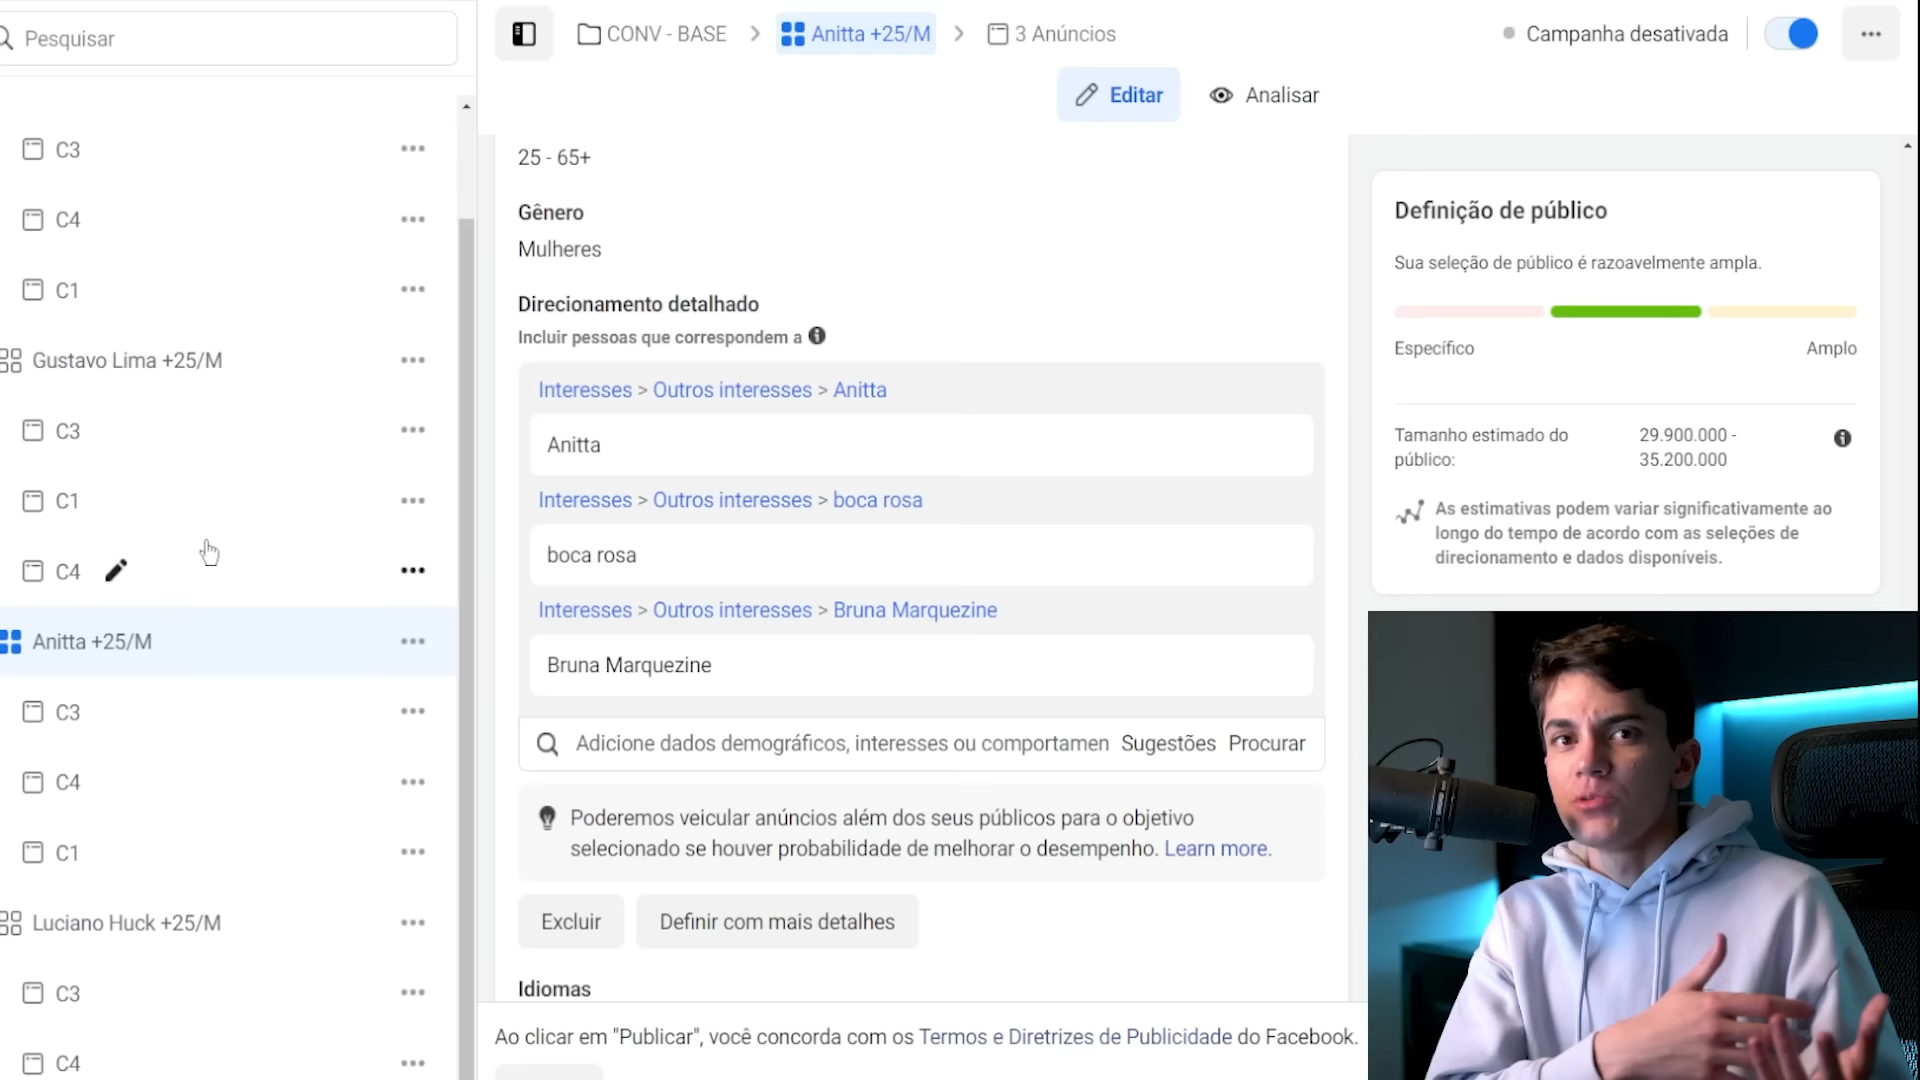 Pesquisar
C3
C4
C1
Gustavo Lima +25/M
C3
C1
C4
Anitta +25/M
C3
C4
C1
Luciano Huck +25/M
C3
C4
CONV - BASE > Anitta +25/M > 3 Anúncios
Campanha desativada
Editar
Analisar
25 - 65+
Gênero
Mulheres
Direcionamento detalhado
Incluir pessoas que correspondem a
Interesses > Outros interesses > Anitta
Anitta
Interesses > Outros interesses > boca rosa
boca rosa
Interesses > Outros interesses > Bruna Marquezine
Bruna Marquezine
Adicione dados demográficos, interesses ou comportamen Sugestões Procurar
Poderemos veicular anúncios além dos seus públicos para o objetivo
selecionado se houver probabilidade de melhorar o desempenho. Learn more.
Excluir
Definir com mais detalhes
Idiomas
Ao clicar em "Publicar", você concorda com os Termos e Diretrizes de Publicidade do Facebook.
Definição de público
Sua seleção de público é razoavelmente ampla.
Específico
Amplo
Tamanho estimado do
público:
29.900.000 -
35.200.000
As estimativas podem variar significativamente ao
longo do tempo de acordo com as seleções de
direcionamento e dados disponíveis.